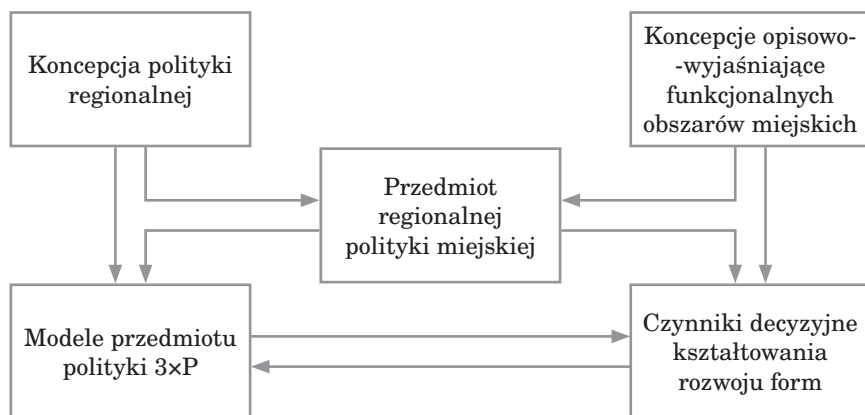 Koncepcja polityki
regionalnej
Koncepcje opisowo-
-wyjaśniające
funkcjonalnych
obszarów miejskich
Przedmiot
regionalnej
polityki miejskiej
Modele przedmiotu
polityki 3×P
Czynniki decyzyjne
kształtowania
rozwoju form